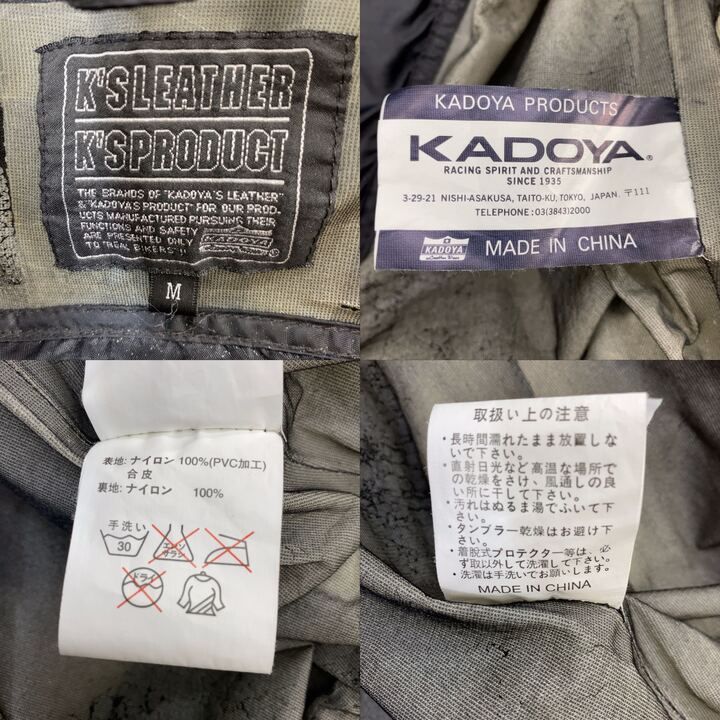 K'S LEATHER
K'S PRODUCT
THE BRANDS OF "KADOYA'S LEATHER"
& "KADOYA'S PRODUCT" FOR OUR PROD-
UCTS MANUFACTURED PURSUING THEIR
FUNCTIONS AND SAFETY
ARE PRESENTED ONLY
TO "REAL BIKERS"!!
KADOYA
M
KADOYA PRODUCTS
KADOYA®
RACING SPIRIT AND CRAFTSMANSHIP
SINCE 1935
3-29-21 NISHI-ASAKUSA, TAITO-KU, TOKYO, JAPAN. 〒111
TELEPHONE : 03(3843)2000
KADOYA
MADE IN CHINA
表地: ナイロン 100%(PVC加工)
合皮
裏地: ナイロン 100%
手洗い
30
エンソ
サラシ
ドライ
取扱い上の注意
・長時間濡れたまま放置しな
いで下さい。
・直射日光など高温な場所で
の乾燥をさけ、風通しの良
い所に干して下さい。
・汚れはぬるま湯でふいて下
さい。
・タンブラー乾燥はお避け下
さい。
・着脱式プロテクター等は、必
ず取外して洗濯して下さい。
・洗濯は手洗いでお願いします。
MADE IN CHINA